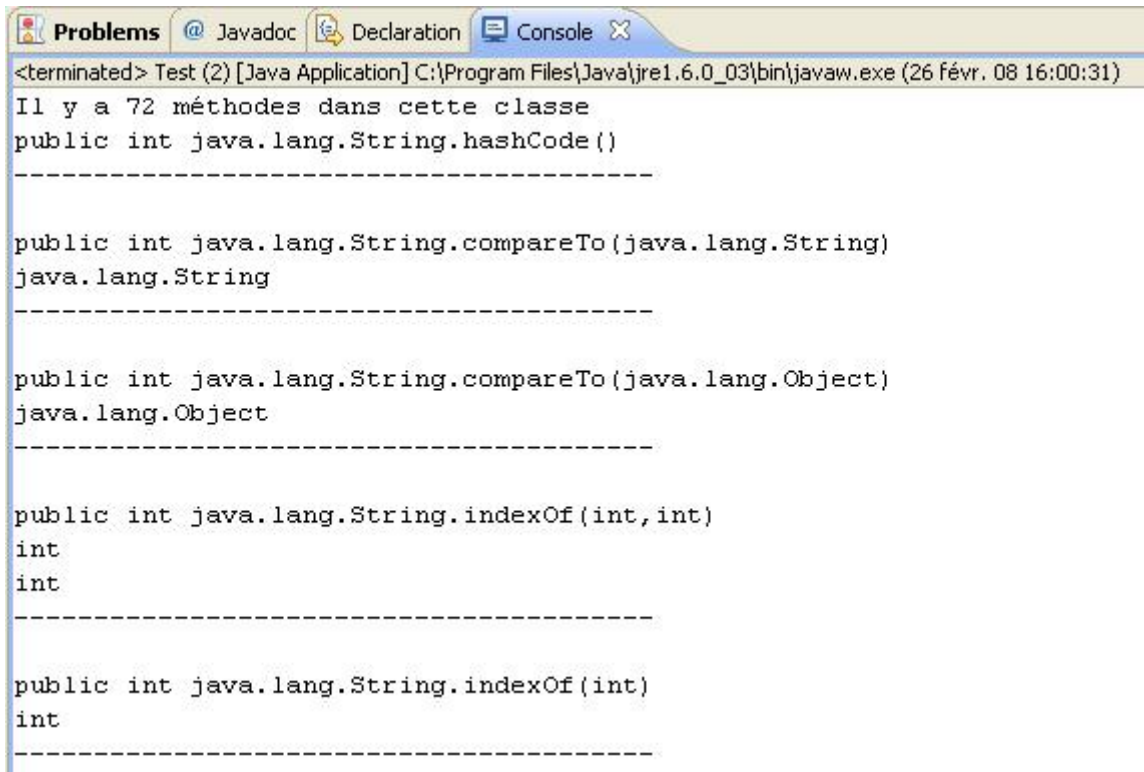 Problems @ Javadoc Declaration Console
<terminated> Test (2) [Java Application] C:\Program Files\Java\jre1.6.0_03\bin\javaw.exe (26 févr. 08 16:00:31)
Il y a 72 méthodes dans cette classe
public int java.lang.String.hashCode()
----------------------------------------
public int java.lang.String.compareTo(java.lang.String)
java.lang.String
----------------------------------------
public int java.lang.String.compareTo(java.lang.Object)
java.lang.Object
----------------------------------------
public int java.lang.String.indexOf(int,int)
int
int
----------------------------------------
public int java.lang.String.indexOf(int)
int
----------------------------------------